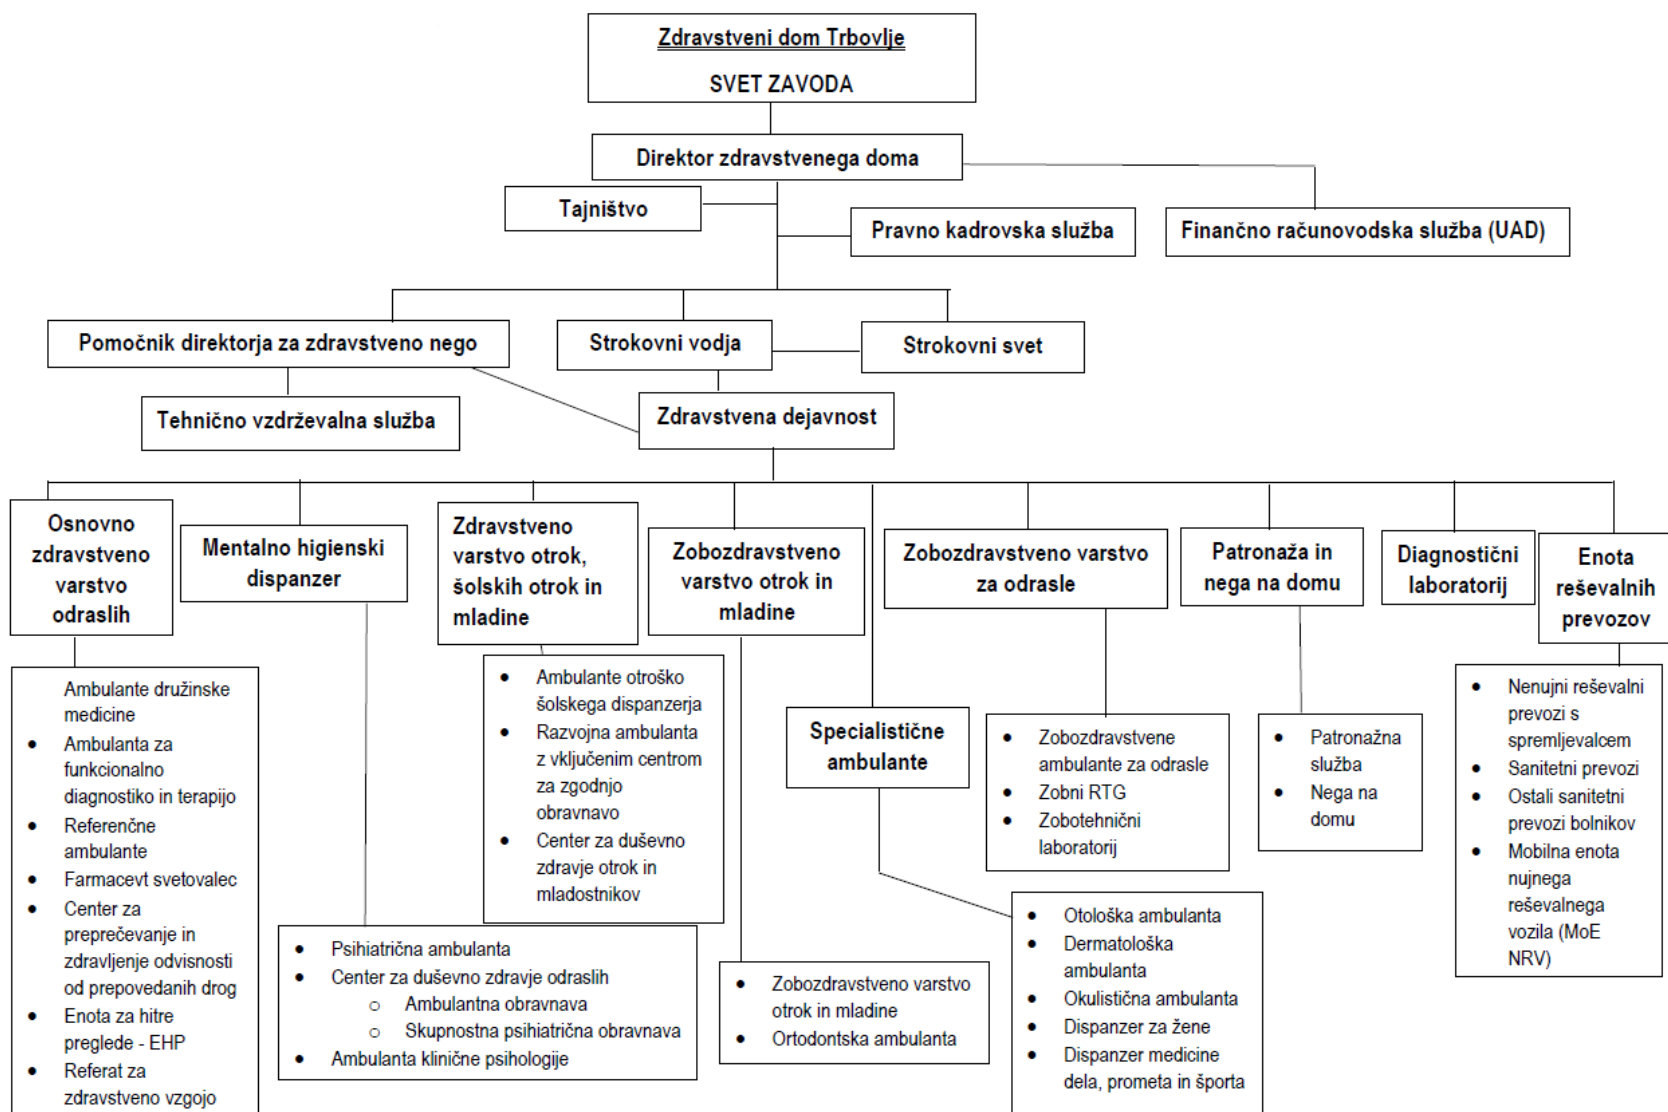 Zdravstveni dom Trbovlje
SVET ZAVODA
Direktor zdravstvenega doma
Tajništvo
Pravno kadrovska služba
Finančno računovodska služba (UAD)
Pomočnik direktorja za zdravstveno nego
Strokovni vodja
Strokovni svet
Tehnično vzdrževalna služba
Zdravstvena dejavnost
Osnovno
zdravstveno
varstvo
odraslih
Mentalno higienski
dispanzer
Zdravstveno
varstvo otrok,
šolskih otrok in
mladine
Zobozdravstveno
varstvo otrok in
mladine
Zobozdravstveno varstvo
za odrasle
Patronaža in
nega na domu
Diagnostični
laboratorij
Enota
reševalnih
prevozov
Ambulante družinske
medicine
• Ambulanta za
funkcionalno
diagnostiko in terapijo
• Referenčne
ambulante
• Farmacevt svetovalec
• Center za
preprečevanje in
zdravljenje odvisnosti
od prepovedanih drog
• Enota za hitre
preglede - EHP
• Referat za
zdravstveno vzgojo
• Psihiatrična ambulanta
• Center za duševno zdravje odraslih
o Ambulantna obravnava
o Skupnostna psihiatrična obravnava
• Ambulanta klinične psihologije
• Ambulante otroško
šolskega dispanzerja
• Razvojna ambulanta
z vključenim centrom
za zgodnjo
obravnavo
• Center za duševno
zdravje otrok in
mladostnikov
• Zobozdravstveno varstvo
otrok in mladine
• Ortodontska ambulanta
Specialistične
ambulante
• Otološka ambulanta
• Dermatološka
ambulanta
• Okulistična ambulanta
• Dispanzer za žene
• Dispanzer medicine
dela, prometa in športa
• Zobozdravstvene
ambulante za odrasle
• Zobni RTG
• Zobotehnični
laboratorij
• Patronažna
služba
• Nega na
domu
• Nenujni reševalni
prevozi s
spremljevalcem
• Sanitetni prevozi
• Ostali sanitetni
prevozi bolnikov
• Mobilna enota
nujnega
reševalnega
vozila (MoE
NRV)